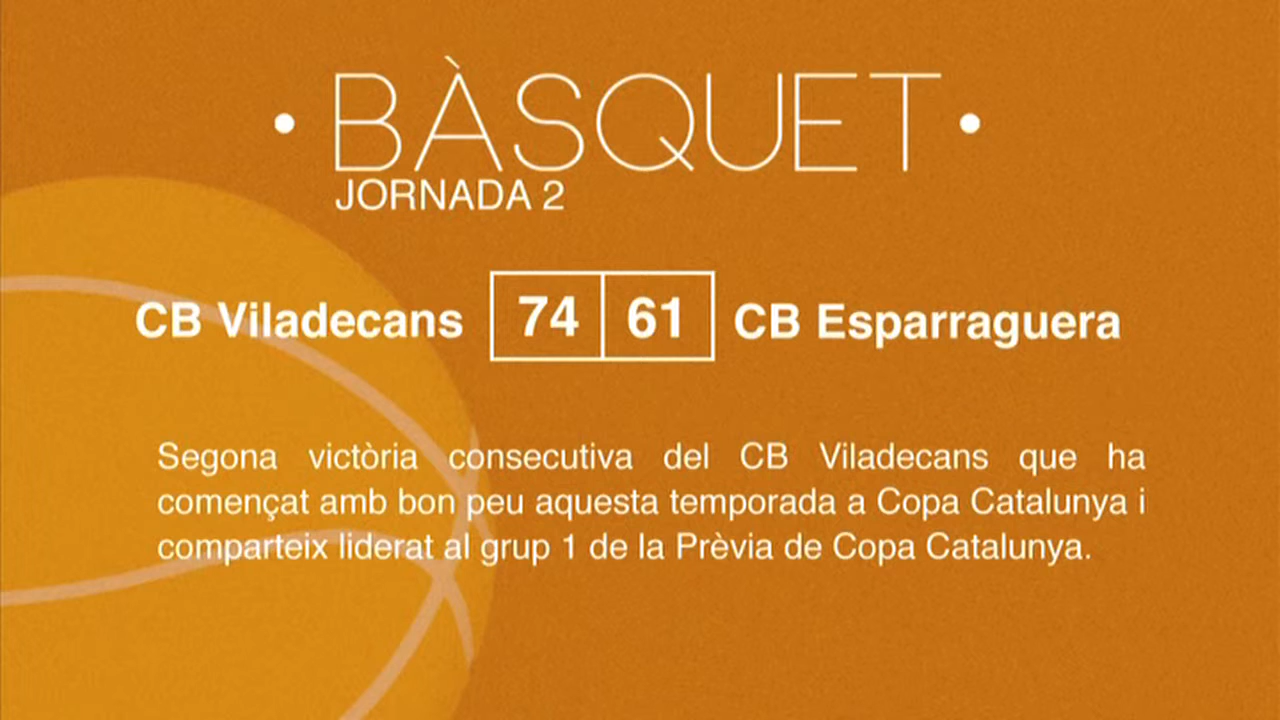 • BÀSQUET •
JORNADA 2
CB Viladecans 74 61 CB Esparraguera
Segona victòria consecutiva del CB Viladecans que ha
començat amb bon peu aquesta temporada a Copa Catalunya i
comparteix liderat al grup 1 de la Prèvia de Copa Catalunya.